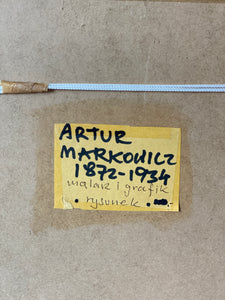 ARTUR
MARKOWICZ
1872-1934
malarz i grafik
• rysunek •